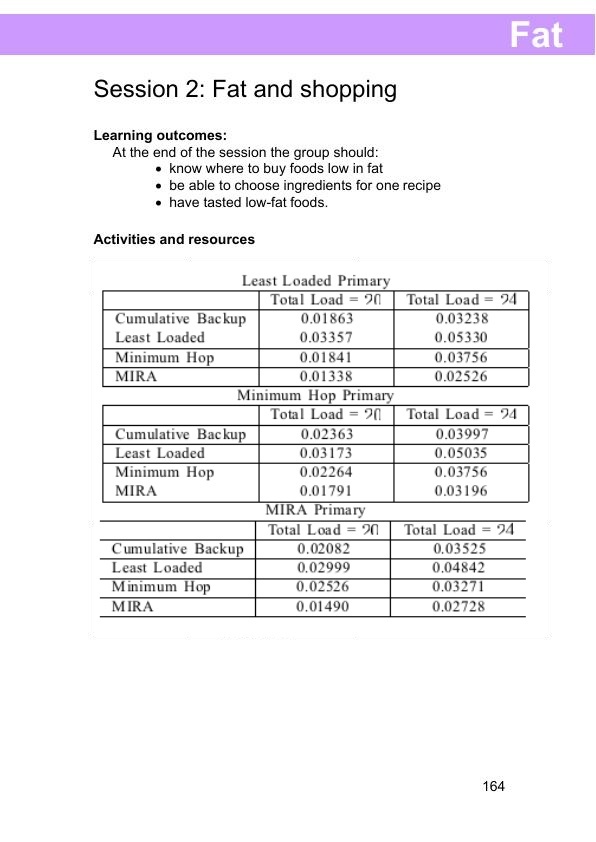 Fat
Session 2: Fat and shopping
Learning outcomes:
At the end of the session the group should:
• know where to buy foods low in fat
• be able to choose ingredients for one recipe
• have tasted low-fat foods.
Activities and resources
Least Loaded Primary
Total Load = Total Load =
Cumulative Backup 0.01863 0.03238
Least Loaded 0.03357 0.05330
Minimum Hop 0.01841 0.03756
MIRA 0.01338 0.02526
Minimum Hop Primary
Total Load = Total Load =
Cumulative Backup 0.02363 0.03997
Least Loaded 0.03173 0.05035
Minimum Hop 0.02264 0.03756
MIRA 0.01791 0.03196
MIRA Primary
Total Load = Total Load =
Cumulative Backup 0.02082 0.03525
Least Loaded 0.02999 0.04842
Minimum Hop 0.02526 0.03271
MIRA 0.01490 0.02728
164